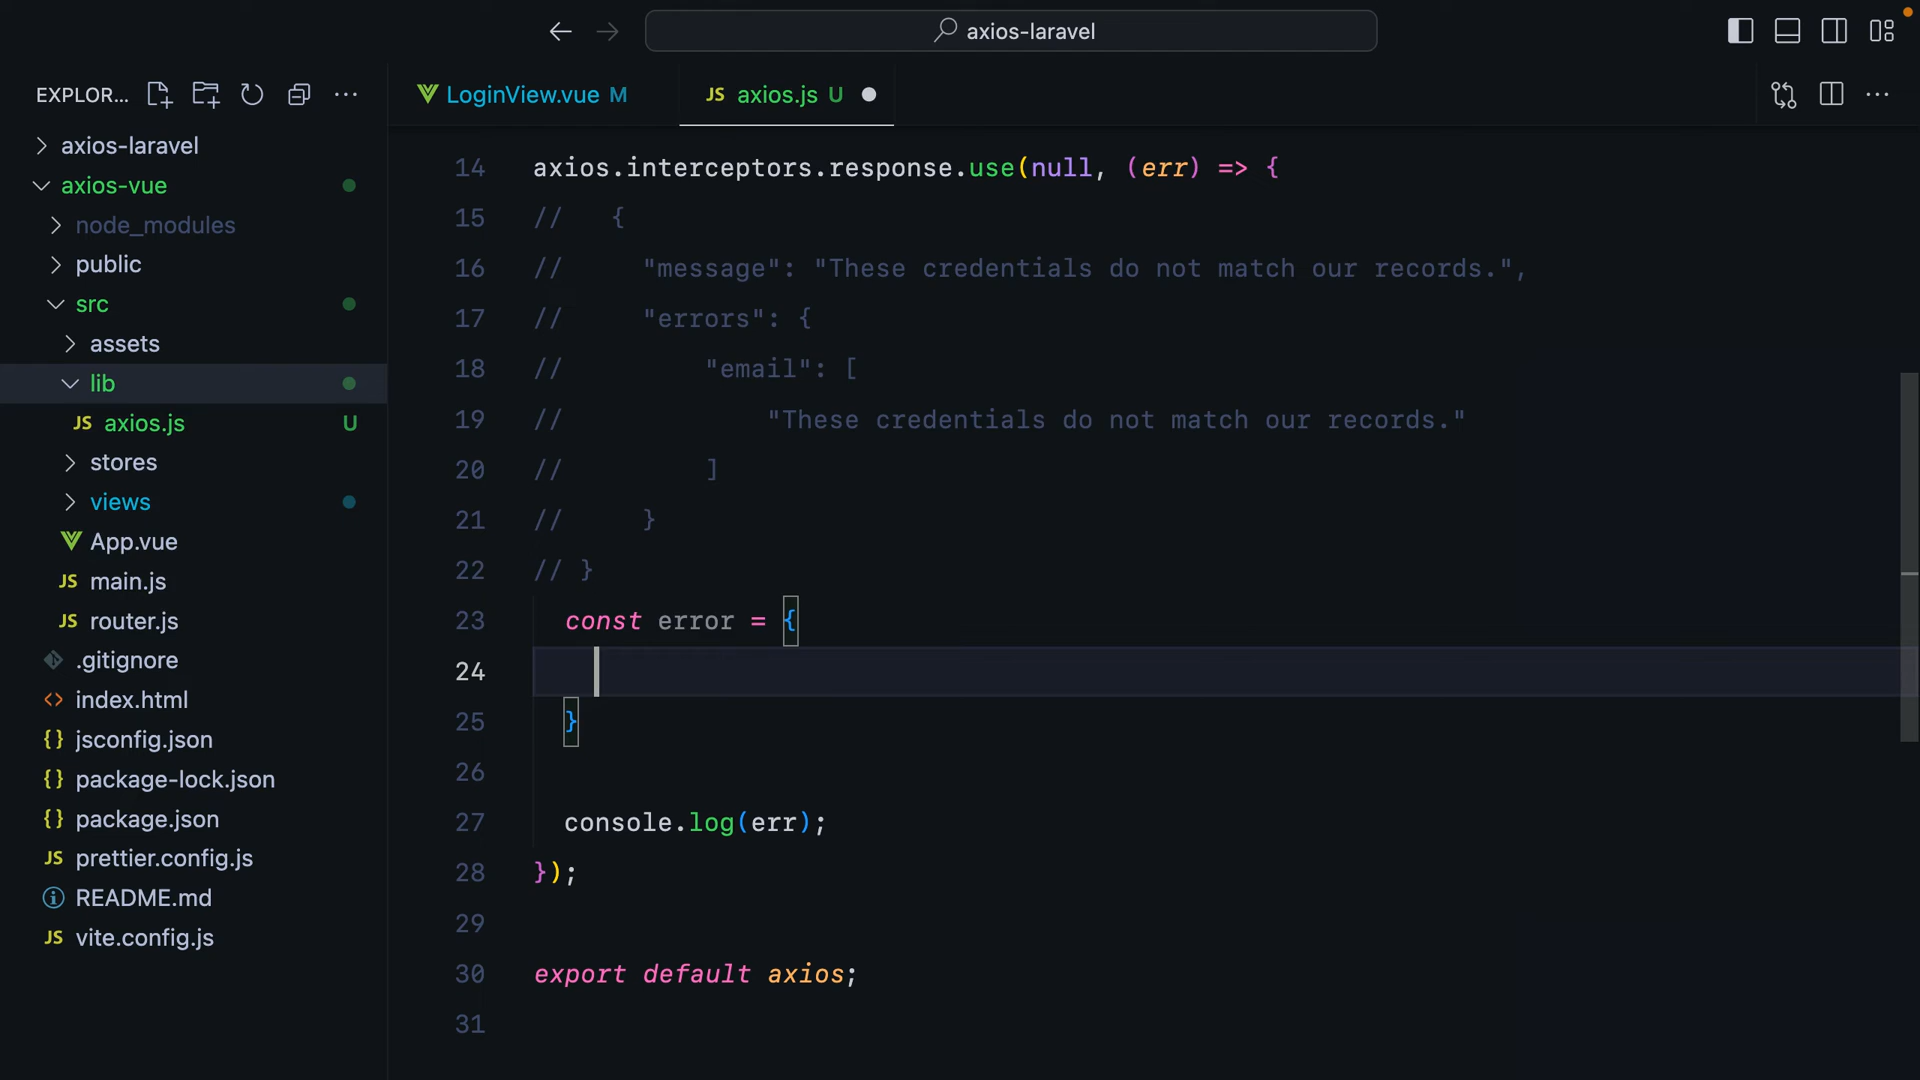 axios-laravel
EXPLOR...
LoginView.vue M
JS axios.js U
axios-laravel
axios-vue
node_modules
public
src
assets
lib
JS axios.js U
stores
views
App.vue
JS main.js
JS router.js
.gitignore
<> index.html
{} jsconfig.json
{} package-lock.json
{} package.json
JS prettier.config.js
README.md
JS vite.config.js
14 axios.interceptors.response.use(null, (err) => {
15 // {
16 // "message": "These credentials do not match our records.",
17 // "errors": {
18 // "email": [
19 // "These credentials do not match our records."
20 // ]
21 // }
22 // }
23 const error = {
24
25 }
26
27 console.log(err);
28 });
29
30 export default axios;
31